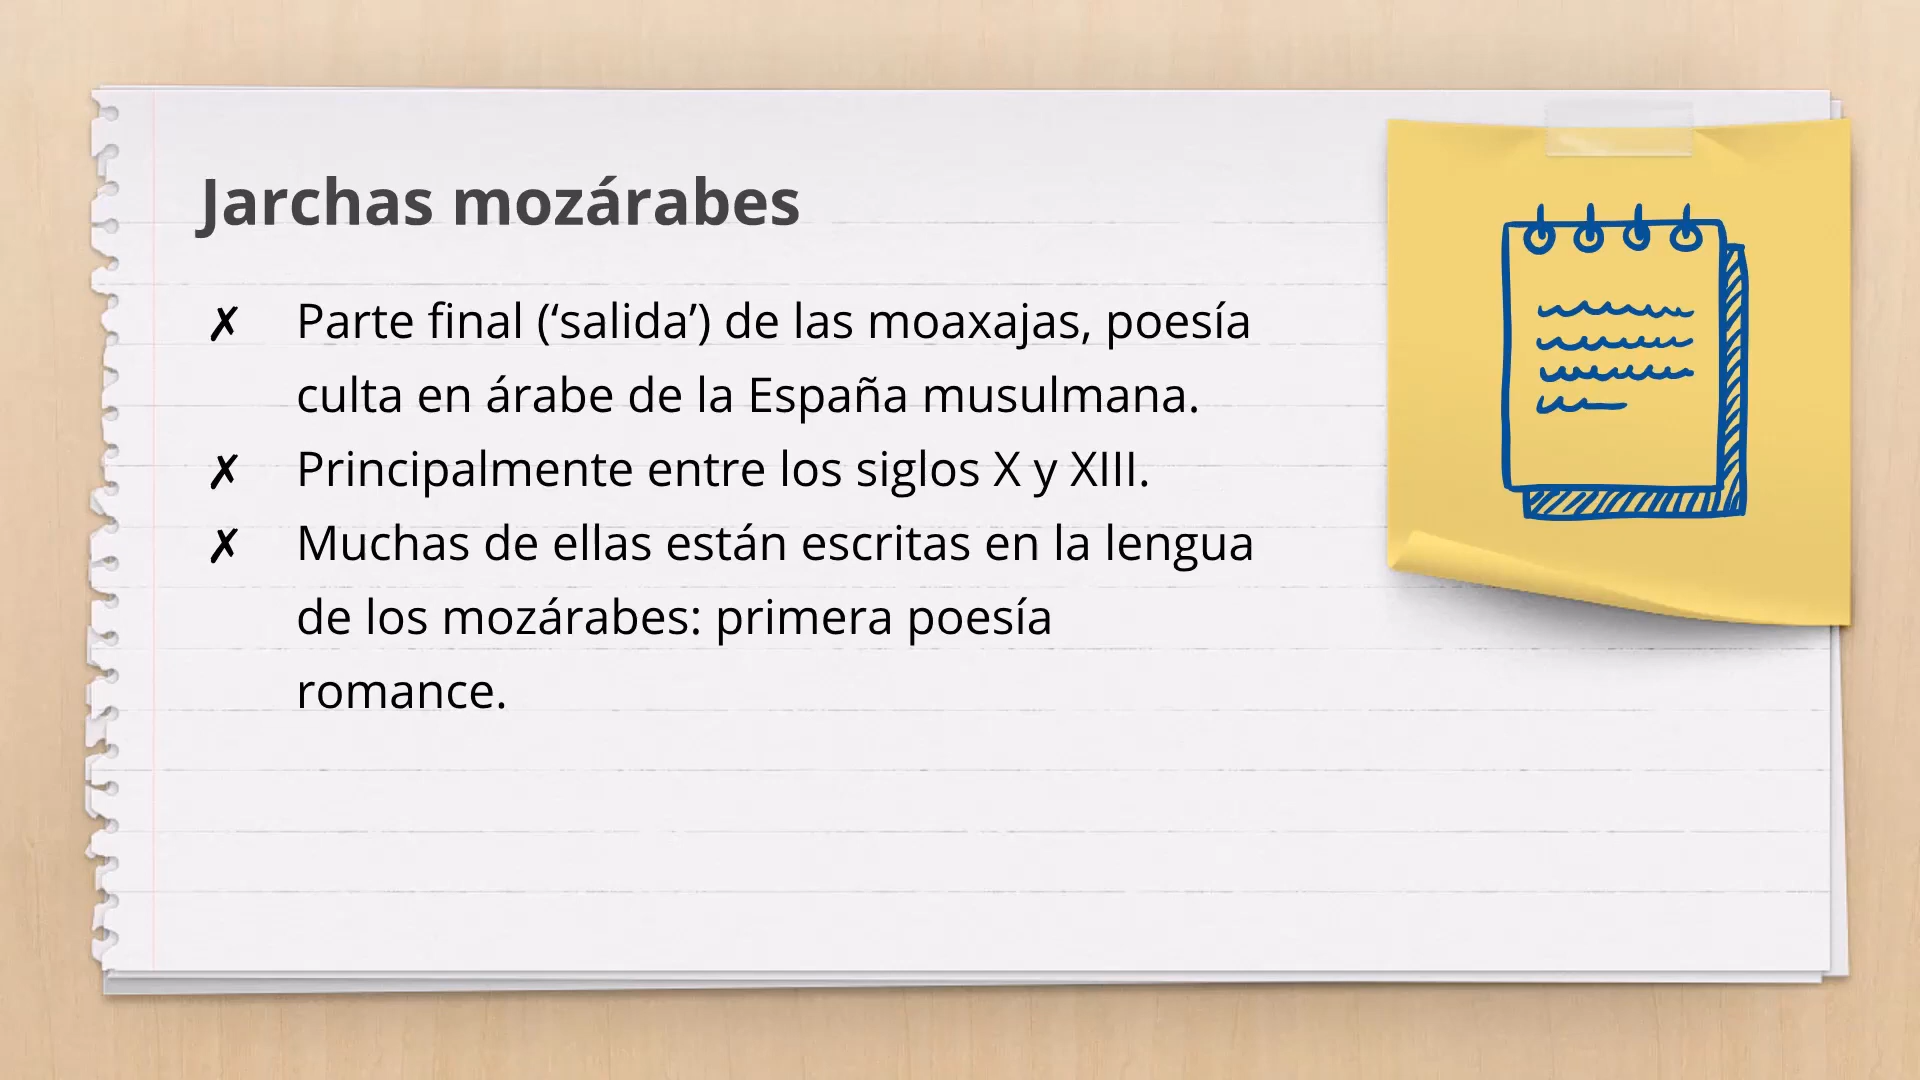 Jarchas mozárabes
✗ Parte final (‘salida’) de las moaxajas, poesía
culta en árabe de la España musulmana.
✗ Principalmente entre los siglos X y XIII.
✗ Muchas de ellas están escritas en la lengua
de los mozárabes: primera poesía
romance.